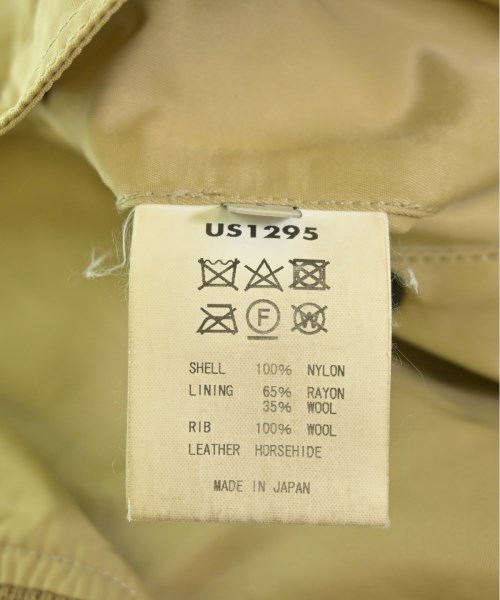 US1295
F
W
SHELL 100% NYLON
LINING 65% RAYON
35% WOOL
RIB 100% WOOL
LEATHER HORSEHIDE
MADE IN JAPAN